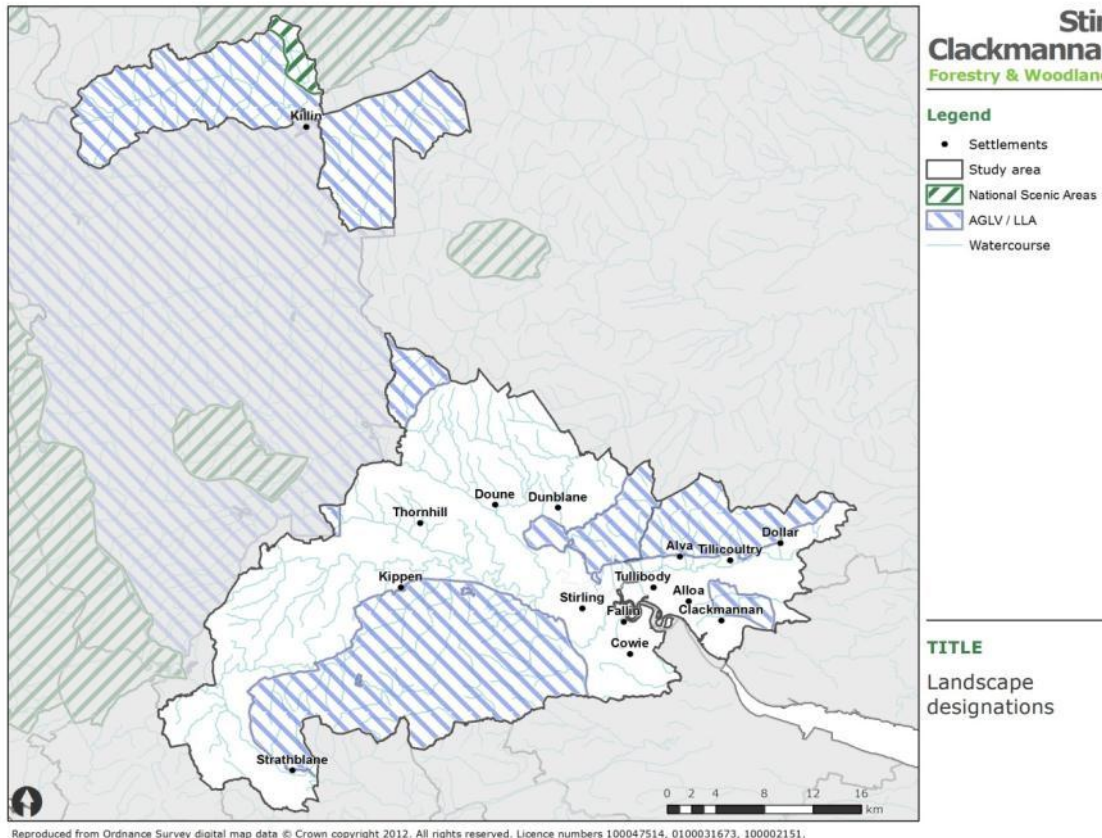 Stir
Clackmanna
Forestry & Woodlan
Legend
Settlements
Study area
National Scenic Areas
AGLV / LLA
Watercourse
Killin
Doune
Dunblane
Thornhill
Dollar
Alva
Tillicoultry
Kippen
Tullibody
Alloa
Stirling
Fallin
Clackmannan
Cowie
Strathblane
TITLE
Landscape
designations
0 2 4 8 12 16
km
Reproduced from Ordnance Survey digital map data © Crown copyright 2012. All rights reserved. Licence numbers 100047514, 0100031673, 100002151.